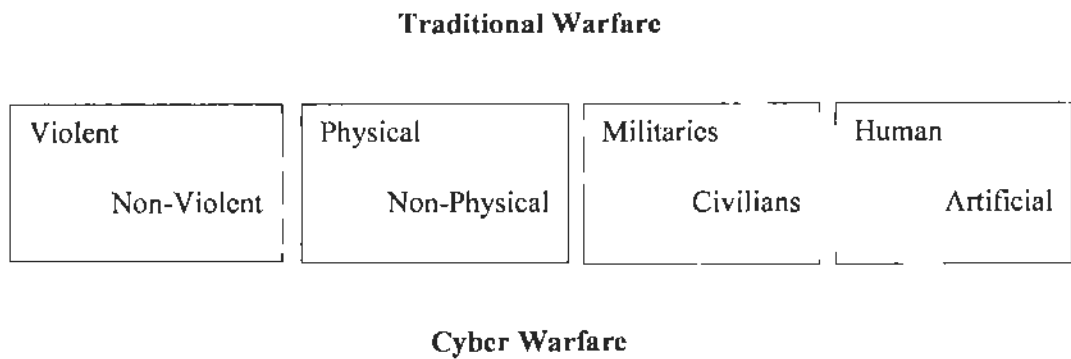 Traditional Warfare
Violent Physical Militaries Human
Non-Violent Non-Physical Civilians Artificial
Cyber Warfare